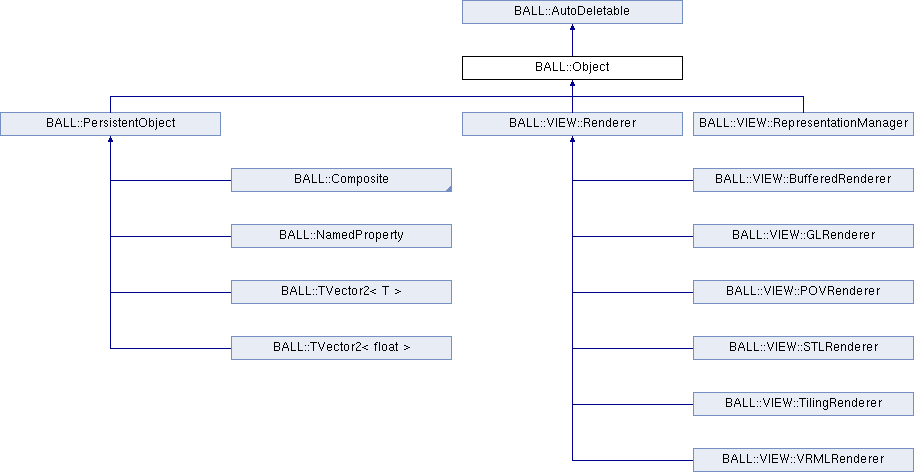 BALL::AutoDeletable
BALL::Object
BALL::PersistentObject
BALL::VIEW::Renderer
BALL::VIEW::RepresentationManager
BALL::Composite
BALL::VIEW::BufferedRenderer
BALL::NamedProperty
BALL::VIEW::GLRenderer
BALL::TVector2< T >
BALL::VIEW::POVRenderer
BALL::TVector2< float >
BALL::VIEW::STLRenderer
BALL::VIEW::TilingRenderer
BALL::VIEW::VRMLRenderer